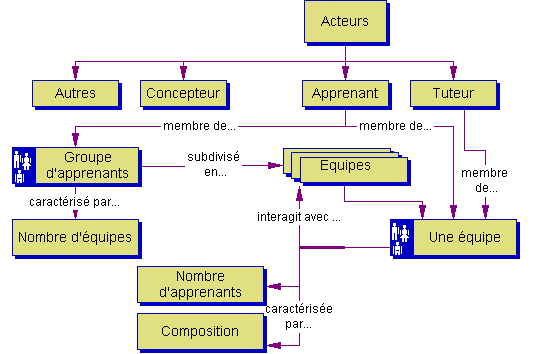 Acteurs
Autres
Concepteur
Apprenant
Tuteur
membre de...
membre de...
Groupe
d'apprenants
subdivisé
en...
Equipes
membre
de...
caractérisé par...
interagit avec ...
Nombre d'équipes
Une équipe
Nombre
d'apprenants
caractérisée
par...
Composition